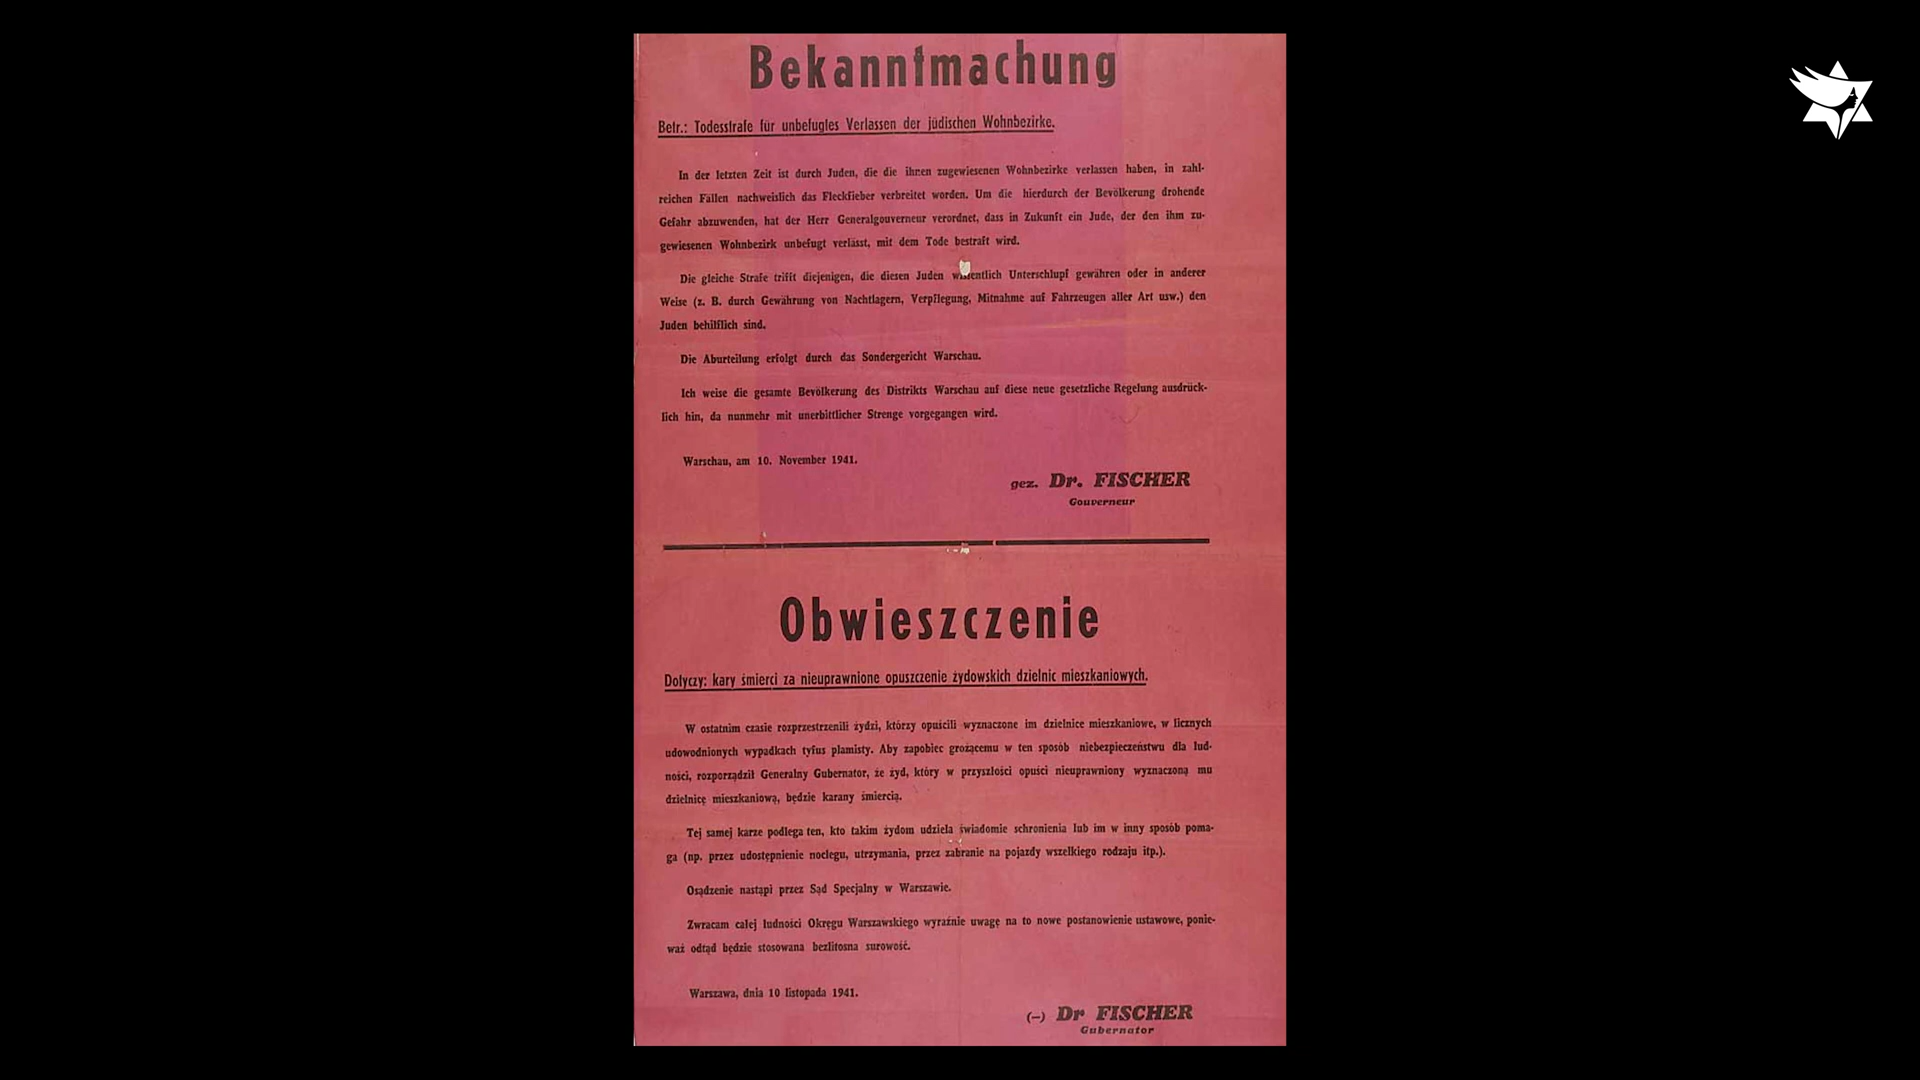 Bekanntmachung
Betr.: Todesstrafe für unbefugtes Verlassen der jüdischen Wohnbezirke.
In der letzten Zeit ist durch Juden, die die ihnen zugewiesenen Wohnbezirke verlassen haben, in zahl-
reichen Fällen nachweislich das Fleckfieber verbreitet worden. Um die hierdurch der Bevölkerung drohende
Gefahr abzuwenden, hat der Herr Generalgouverneur verordnet, dass in Zukunft ein Jude, der den ihm zu-
gewiesenen Wohnbezirk unbefugt verlässt, mit dem Tode bestraft wird.
Die gleiche Strafe trifft diejenigen, die diesen Juden Unterschlupf gewähren oder in anderer
Weise (z. B. durch Gewährung von Nachtlagern, Verpflegung, Mitnahme auf Fahrzeugen aller Art usw.) den
Juden behilflich sind.
Die Aburteilung erfolgt durch das Sondergericht Warschau.
Ich weise die gesamte Bevölkerung des Distrikts Warschau auf diese neue gesetzliche Regelung ausdrück-
lich hin, da nunmehr mit unerbittlicher Strenge vorgegangen wird.
Warschau, am 10. November 1941.
gez. Dr. FISCHER
Gouverneur
Obwieszczenie
Dotyczy: kary śmierci za nieuprawnione opuszczenie żydowskich dzielnic mieszkaniowych.
W ostatnim czasie rozprzestrzenili żydzi, którzy opuścili wyznaczone im dzielnice mieszkaniowe, w licznych
udowodnionych wypadkach tyfus plamisty. Aby zapobiec grożącemu w ten sposób niebezpieczeństwu dla lud-
ności, rozporządził Generalny Gubernator, że żyd, który w przyszłości opuści nieuprawniony wyznaczoną mu
dzielnicę mieszkaniową, będzie karany śmiercią.
Tej samej karze podlega ten, kto takim żydom udziela świadomie schronienia lub im w inny sposób poma-
ga (np. przez udostępnienie noclegu, utrzymania, przez zabranie na pojazdy wszelkiego rodzaju itp.).
Osądzenie nastąpi przez Sąd Specjalny w Warszawie.
Zwracam całej ludności Okręgu Warszawskiego wyraźnie uwagę na to nowe postanowienie ustawowe, ponie-
waż odtąd będzie stosowana bezlitosna surowość.
Warszawa, dnia 10 listopada 1941.
(—) Dr FISCHER
Gubernator